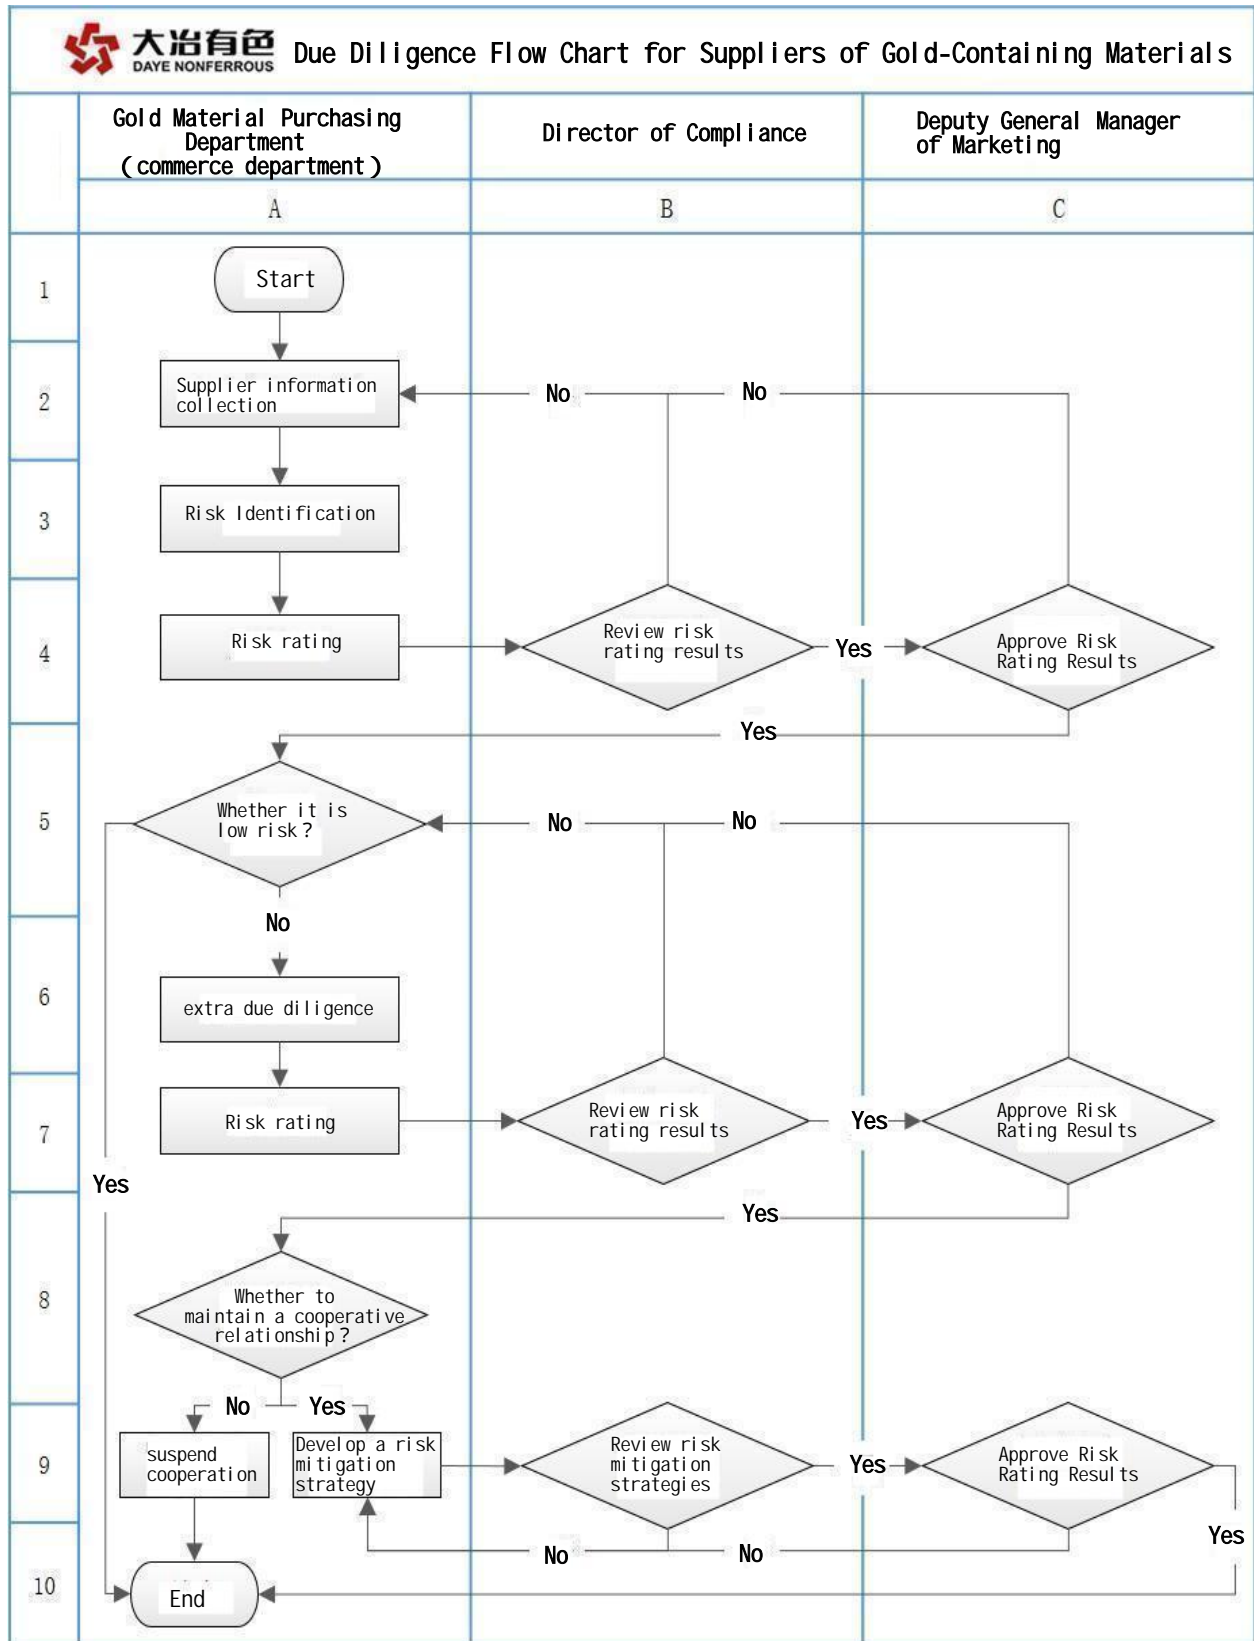 大冶有色
DAYE NONFERROUS
Due Diligence Flow Chart for Suppliers of Gold-Containing Materials
Gold Material Purchasing
Department
(commerce department)
Director of Compliance
Deputy General Manager
of Marketing
A
B
C
1
Start
2
Supplier information
collection
No
No
3
Risk Identification
4
Risk rating
Review risk
rating results
Yes
Approve Risk
Rating Results
Yes
5
Whether it is
low risk?
No
No
No
6
extra due diligence
7
Risk rating
Review risk
rating results
Yes
Approve Risk
Rating Results
Yes
Yes
8
Whether to
maintain a cooperative
relationship?
No
Yes
9
suspend
cooperation
Develop a risk
mitigation
strategy
Review risk
mitigation
strategies
Yes
Approve Risk
Rating Results
Yes
No
No
10
End